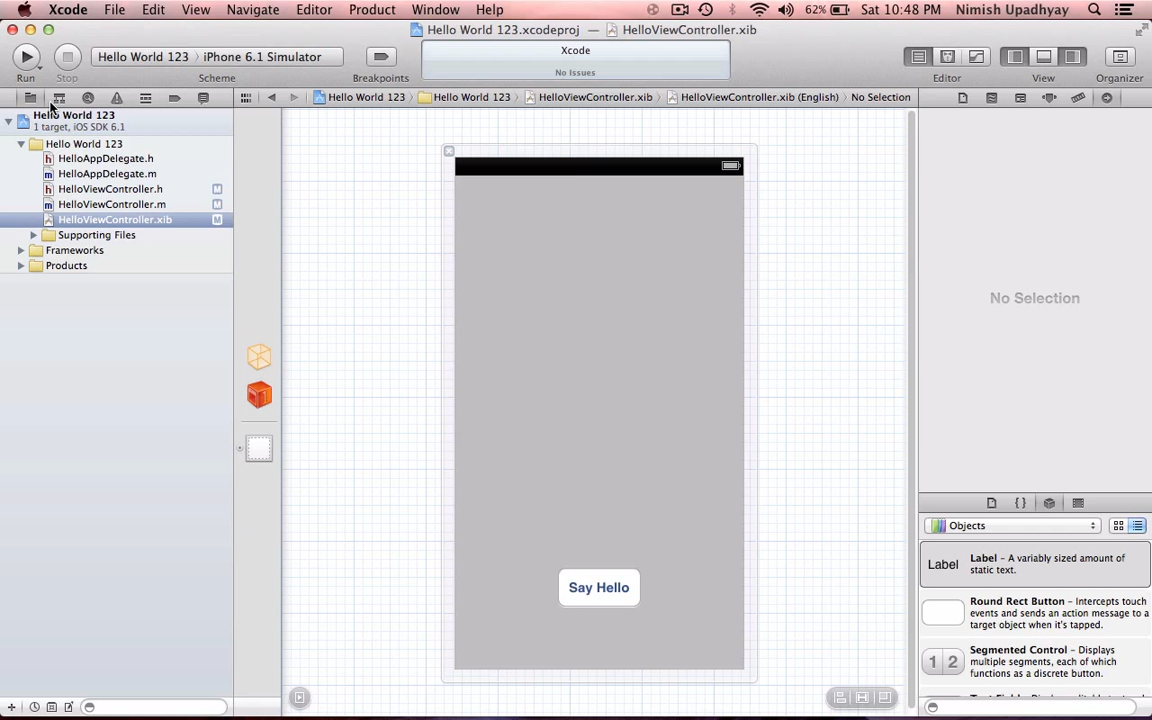 Xcode File Edit View Navigate Editor Product Window Help 62% Sat 10:48 PM Nimish Upadhyay
Hello World 123.xcodeproj — HelloViewController.xib
Hello World 123 iPhone 6.1 Simulator
Xcode
No Issues
Run Stop Scheme Breakpoints Editor View Organizer
Hello World 123 Hello World 123 HelloViewController.xib HelloViewController.xib (English) No Selection
Hello World 123
1 target, iOS SDK 6.1
Hello World 123
h HelloAppDelegate.h
m HelloAppDelegate.m
h HelloViewController.h M
m HelloViewController.m M
HelloViewController.xib M
Supporting Files
Frameworks
Products
Say Hello
No Selection
{ }
Objects
Label Label – A variably sized amount of
static text.
Round Rect Button – Intercepts touch
events and sends an action message to a
target object when it's tapped.
1 2 Segmented Control – Displays
multiple segments, each of which
functions as a discrete button.